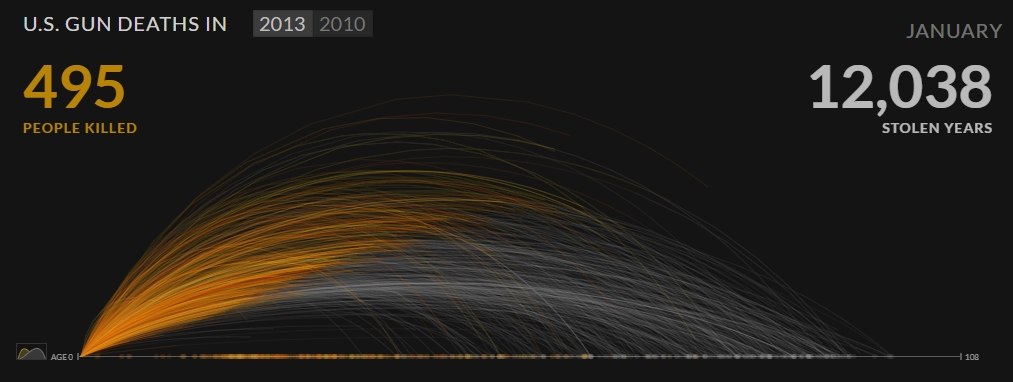 U.S. GUN DEATHS IN 2013 2010
JANUARY
495
12,038
PEOPLE KILLED
STOLEN YEARS
AGE 0
108